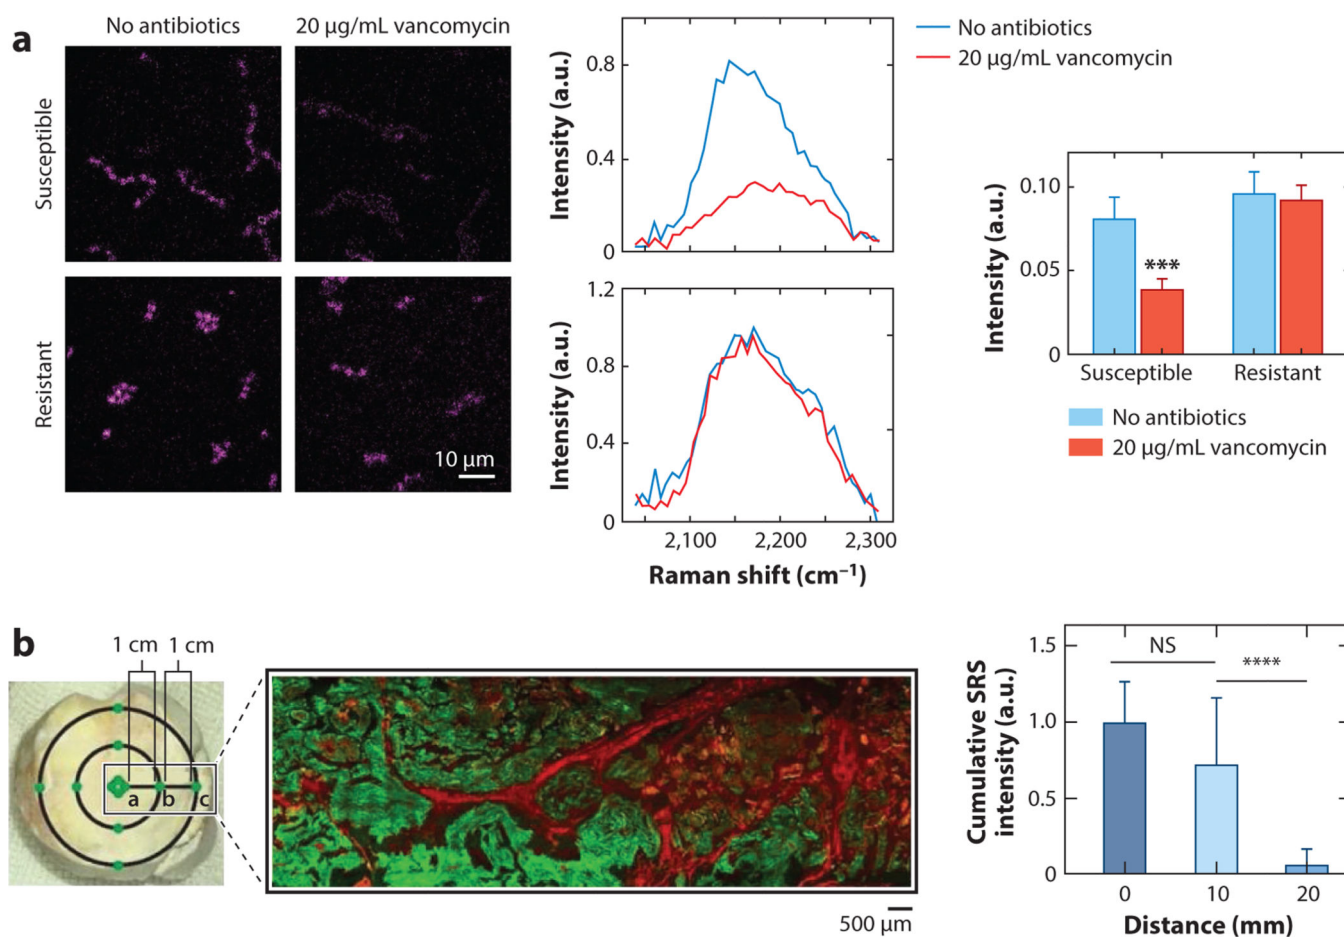 a
No antibiotics
20 μg/mL vancomycin
Susceptible
Resistant
10 μm
Intensity (a.u.)
0.8
0.4
0
Intensity (a.u.)
1.2
0.8
0.4
0
2,100
2,200
2,300
Raman shift (cm⁻¹)
No antibiotics
20 μg/mL vancomycin
Intensity (a.u.)
0.10
0.05
0
***
Susceptible
Resistant
No antibiotics
20 μg/mL vancomycin
b
1 cm
1 cm
a
b
c
500 μm
Cumulative SRS
intensity (a.u.)
1.5
1.0
0.5
0
NS
****
0
10
20
Distance (mm)